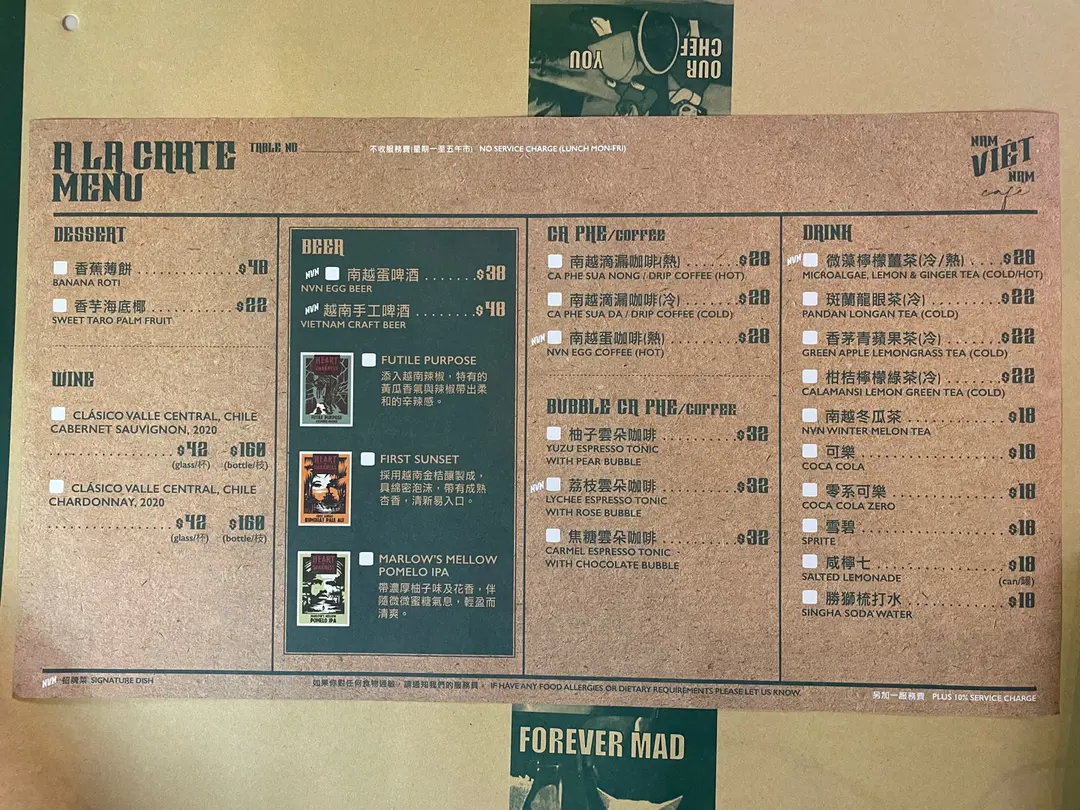 OUR
CHEF
YOU
A LA CARTE
MENU
TABLE NO
不收服務費(星期一至五午市) NO SERVICE CHARGE (LUNCH MON-FRI)
NAM
VIỆT
NAM
cafe
DESSERT
香蕉薄餅 $48
BANANA ROTI
香芋海底椰 $22
SWEET TARO PALM FRUIT
WINE
CLÁSICO VALLE CENTRAL, CHILE
CABERNET SAUVIGNON, 2020
$42 $160
(glass/杯) (bottle/枝)
CLÁSICO VALLE CENTRAL, CHILE
CHARDONNAY, 2020
$42 $160
(glass/杯) (bottle/枝)
BEER
NVN 南越蛋啤酒 $38
NVN EGG BEER
NVN 越南手工啤酒 $48
VIETNAM CRAFT BEER
HEART
OF
DARKNESS
FUTILE PURPOSE
FUTILE PURPOSE
添入越南辣椒，特有的
黃瓜香氣與辣椒帶出柔
和的辛辣感。
HEART
OF
DARKNESS
FIRST SUNSET
KUMQUAT PALE ALE
FIRST SUNSET
採用越南金桔釀製成，
具綿密泡沫，帶有成熟
杏香，清新易入口。
HEART
OF
DARKNESS
MARLOW'S MELLOW
POMELO IPA
MARLOW'S MELLOW
POMELO IPA
帶濃厚柚子味及花香，伴
隨微微蜜糖氣息，輕盈而
清爽。
CA PHE/COFFEE
南越滴漏咖啡(熱) $28
CA PHE SUA NONG / DRIP COFFEE (HOT)
南越滴漏咖啡(冷) $28
CA PHE SUA DA / DRIP COFFEE (COLD)
NVN 南越蛋咖啡(熱) $28
NVN EGG COFFEE (HOT)
BUBBLE CA PHE/COFFEE
柚子雲朵咖啡 $32
YUZU ESPRESSO TONIC
WITH PEAR BUBBLE
NVN 荔枝雲朵咖啡 $32
LYCHEE ESPRESSO TONIC
WITH ROSE BUBBLE
焦糖雲朵咖啡 $32
CARMEL ESPRESSO TONIC
WITH CHOCOLATE BUBBLE
DRINK
NVN 微藻檸檬薑茶(冷/熱) $28
MICROALGAE, LEMON & GINGER TEA (COLD/HOT)
斑蘭龍眼茶(冷) $22
PANDAN LONGAN TEA (COLD)
香茅青蘋果茶(冷) $22
GREEN APPLE LEMONGRASS TEA (COLD)
柑桔檸檬綠茶(冷) $22
CALAMANSI LEMON GREEN TEA (COLD)
南越冬瓜茶 $18
NVN WINTER MELON TEA
可樂 $18
COCA COLA
零系可樂 $18
COCA COLA ZERO
雪碧 $18
SPRITE
咸檸七 $18
SALTED LEMONADE (can/罐)
勝獅梳打水 $18
SINGHA SODA WATER
NVN 招牌菜 SIGNATURE DISH
如果你對任何食物過敏，請通知我們的服務員。 IF HAVE ANY FOOD ALLERGIES OR DIETARY REQUIREMENTS PLEASE LET US KNOW.
另加一服務費 PLUS 10% SERVICE CHARGE
FOREVER MAD